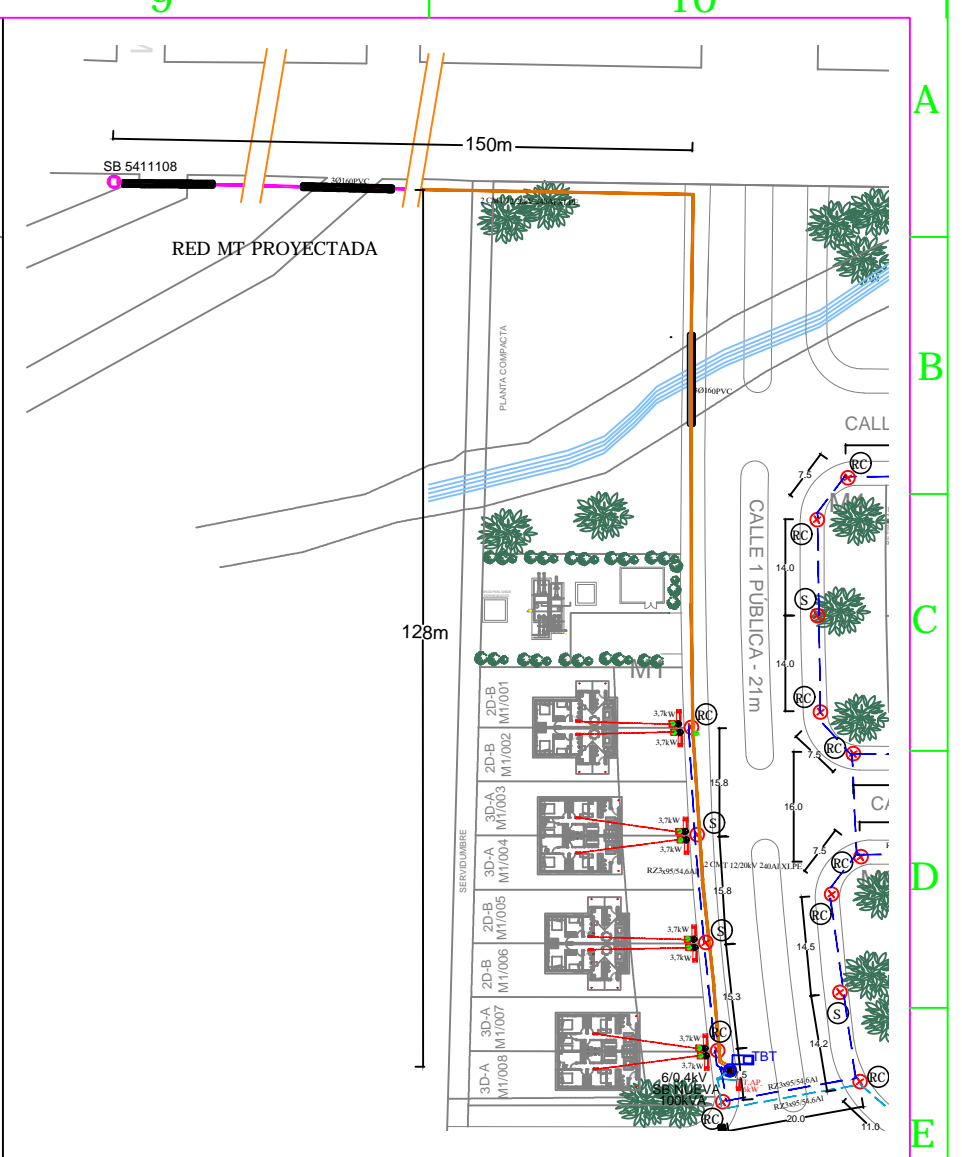 9
10
A
150m
SB 5411108
3Ø160PVC
RED MT PROYECTADA
B
PLANTA COMPACTA
3Ø160PVC
CALL
RC
7.5
M4
RC
CALLE 1 PÚBLICA - 21m
14.0
S
C
128m
14.0
M1
RC
RC
2D-B
M1/001
3,7kW
3,7kW
2D-B
M1/002
RC
7.5
15.8
16.0
CA
3D-A
M1/003
3,7kW
S
3,7kW
3D-A
M1/004
7.5
RC
SERVIDUMBRE
RZ3x95/54,6Al
2 CMT 12/20kV 240Al XLPE
D
2D-B
M1/005
15.8
RC
3,7kW
S
3,7kW
2D-B
M1/006
14.5
15.3
S
3D-A
M1/007
3,7kW
RC
3,7kW
3D-A
M1/008
14.2
TBT
6/0,4kV
SB NUEVA
100kVA
RZ3x95/54,6Al
RC
RZ3x95/54,6Al
RC
20.0
11.0
E